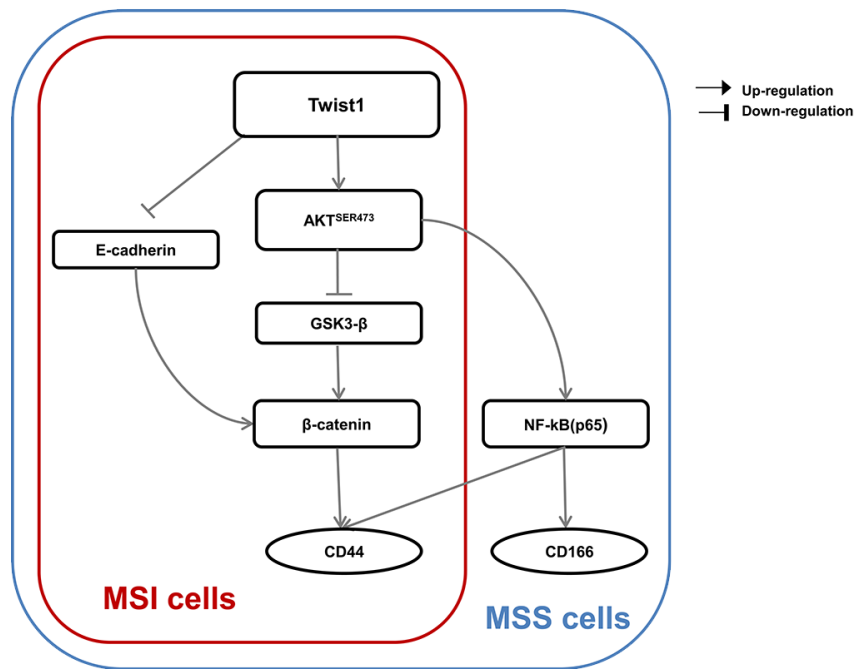 Twist1
Up-regulation
Down-regulation
AKTSER473
E-cadherin
GSK3-β
β-catenin
NF-kB(p65)
CD44
CD166
MSI cells
MSS cells